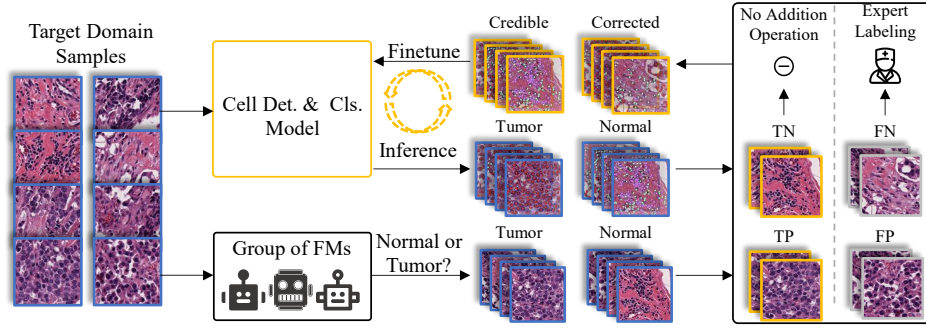 Target Domain
Samples
Cell Det. & Cls.
Model
Finetune
Inference
Credible
Corrected
Tumor
Normal
Group of FMs
Normal or
Tumor?
Tumor
Normal
No Addition
Operation
Expert
Labeling
TN
FN
TP
FP